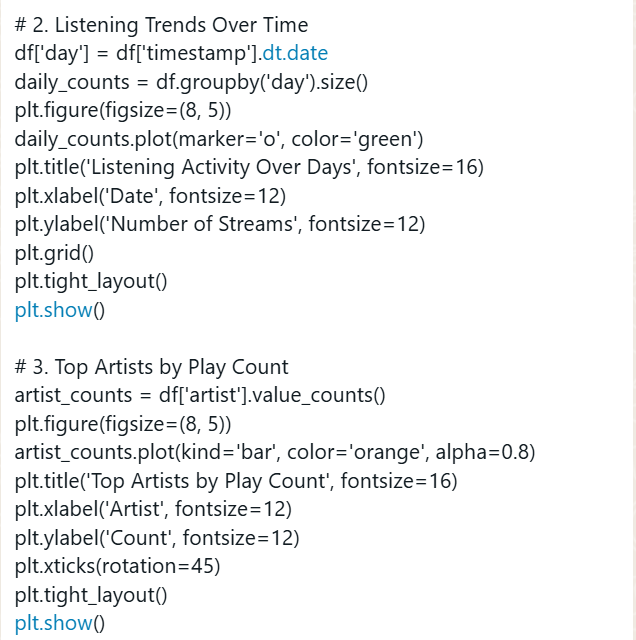 # 2. Listening Trends Over Time
df['day'] = df['timestamp'].dt.date
daily_counts = df.groupby('day').size()
plt.figure(figsize=(8, 5))
daily_counts.plot(marker='o', color='green')
plt.title('Listening Activity Over Days', fontsize=16)
plt.xlabel('Date', fontsize=12)
plt.ylabel('Number of Streams', fontsize=12)
plt.grid()
plt.tight_layout()
plt.show()

# 3. Top Artists by Play Count
artist_counts = df['artist'].value_counts()
plt.figure(figsize=(8, 5))
artist_counts.plot(kind='bar', color='orange', alpha=0.8)
plt.title('Top Artists by Play Count', fontsize=16)
plt.xlabel('Artist', fontsize=12)
plt.ylabel('Count', fontsize=12)
plt.xticks(rotation=45)
plt.tight_layout()
plt.show()